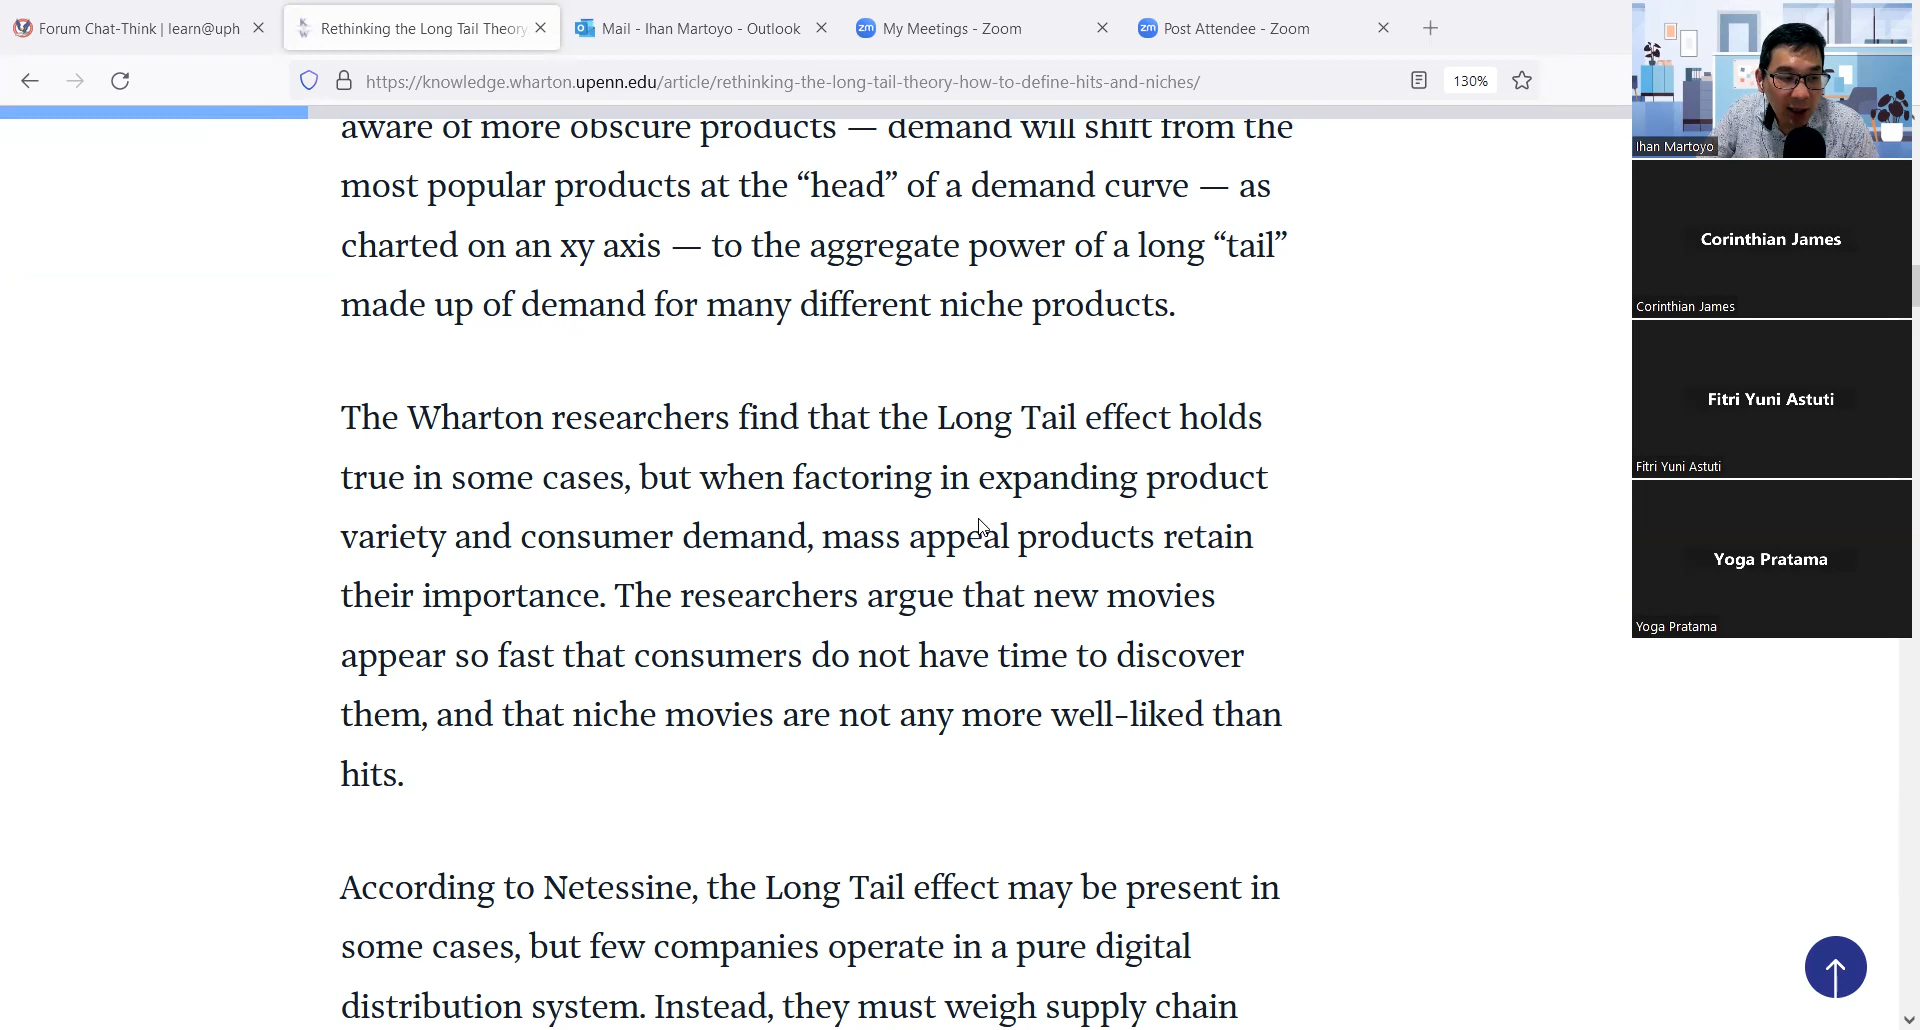 Forum Chat-Think | learn@uph
Rethinking the Long Tail Theory
Mail - Ihan Martoyo - Outlook
zm My Meetings - Zoom
zm Post Attendee - Zoom
https://knowledge.wharton.upenn.edu/article/rethinking-the-long-tail-theory-how-to-define-hits-and-niches/
130%
aware of more obscure products — demand will shift from the
most popular products at the “head” of a demand curve — as
charted on an xy axis — to the aggregate power of a long “tail”
made up of demand for many different niche products.
The Wharton researchers find that the Long Tail effect holds
true in some cases, but when factoring in expanding product
variety and consumer demand, mass appeal products retain
their importance. The researchers argue that new movies
appear so fast that consumers do not have time to discover
them, and that niche movies are not any more well-liked than
hits.
According to Netessine, the Long Tail effect may be present in
some cases, but few companies operate in a pure digital
distribution system. Instead, they must weigh supply chain
Ihan Martoyo
Corinthian James
Corinthian James
Fitri Yuni Astuti
Fitri Yuni Astuti
Yoga Pratama
Yoga Pratama